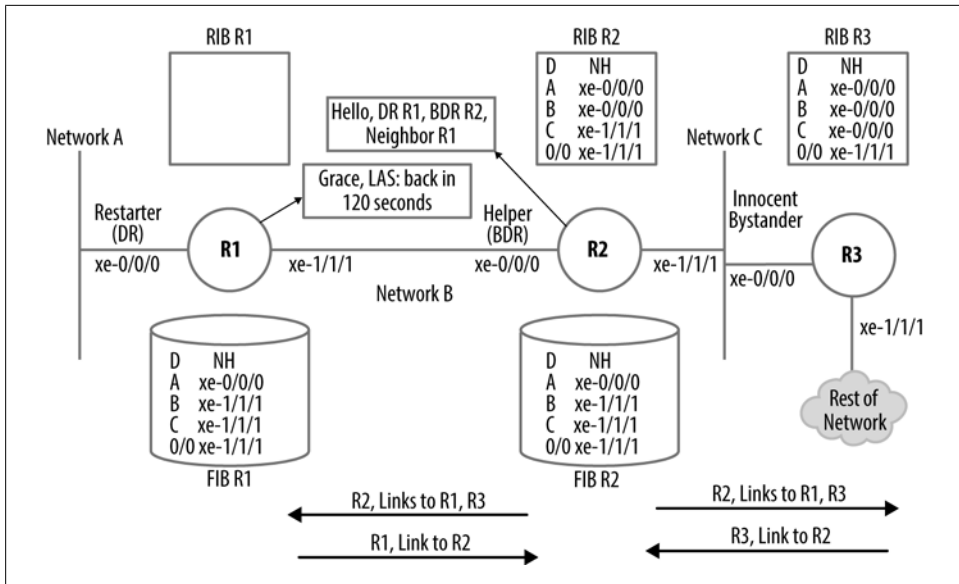 RIB R1
RIB R2
RIB R3
D NH
A xe-0/0/0
B xe-0/0/0
C xe-1/1/1
0/0 xe-1/1/1
D NH
A xe-0/0/0
B xe-0/0/0
C xe-0/0/0
0/0 xe-1/1/1
Hello, DR R1, BDR R2,
Neighbor R1
Network A
Network C
Grace, LAS: back in
120 seconds
Restarter
(DR)
Helper
(BDR)
Innocent
Bystander
R1
R2
R3
xe-0/0/0
xe-1/1/1
xe-0/0/0
xe-1/1/1
xe-0/0/0
Network B
xe-1/1/1
D NH
A xe-0/0/0
B xe-1/1/1
C xe-1/1/1
0/0 xe-1/1/1
D NH
A xe-0/0/0
B xe-1/1/1
C xe-1/1/1
0/0 xe-1/1/1
Rest of
Network
FIB R1
FIB R2
R2, Links to R1, R3
R2, Links to R1, R3
R1, Link to R2
R3, Link to R2